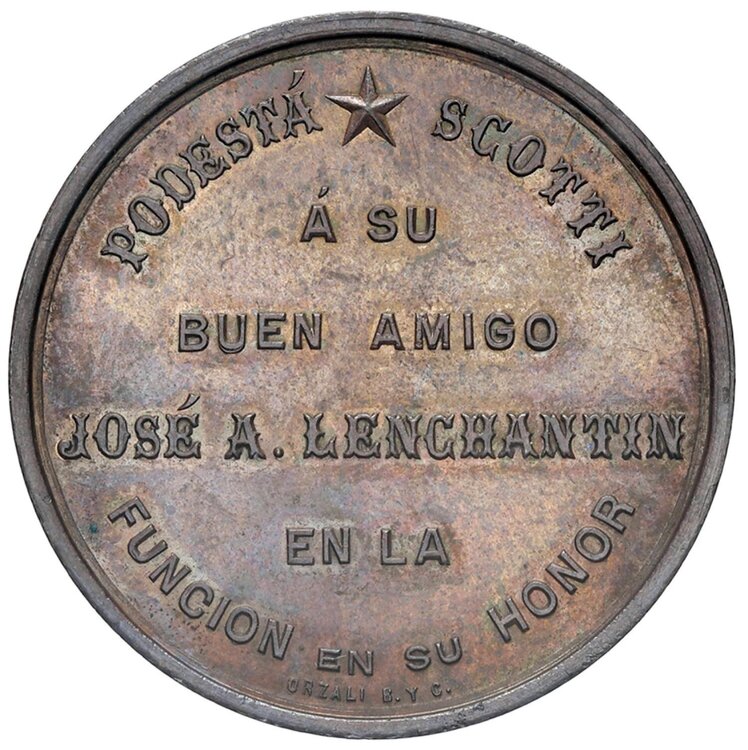 PODESTÁ ★ SCOTTI
Á SU
BUEN AMIGO
JOSÉ A. LENCHANTIN
EN LA
FUNCION EN SU HONOR
ORZALI B. Y C.